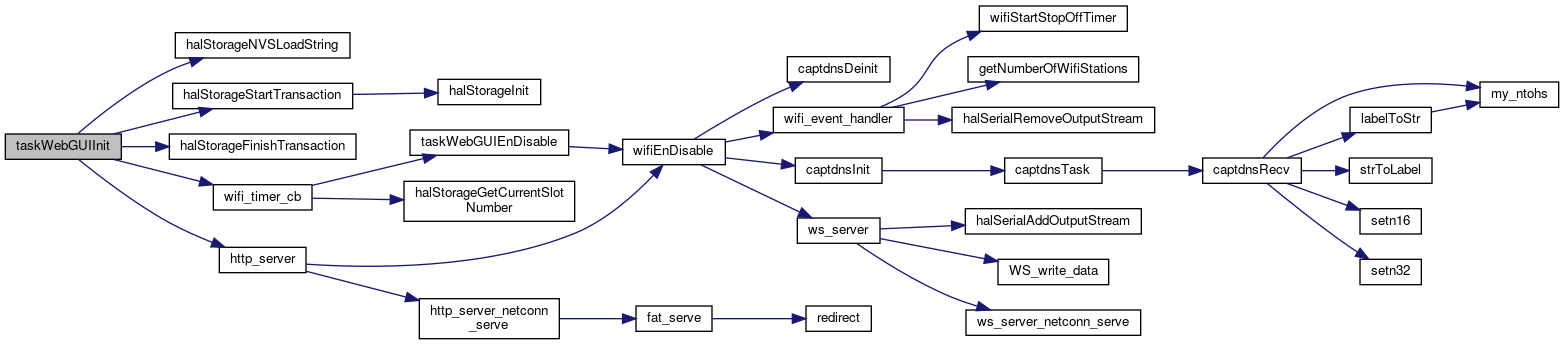 taskWebGUIInit
halStorageNVSLoadString
halStorageStartTransaction
halStorageFinishTransaction
wifi_timer_cb
http_server
halStorageInit
taskWebGUIEnDisable
halStorageGetCurrentSlot
Number
http_server_netconn
_serve
wifiEnDisable
fat_serve
captdnsDeinit
wifi_event_handler
captdnsInit
ws_server
redirect
wifiStartStopOffTimer
getNumberOfWifiStations
halSerialRemoveOutputStream
captdnsTask
halSerialAddOutputStream
WS_write_data
ws_server_netconn_serve
captdnsRecv
labelToStr
strToLabel
setn16
setn32
my_ntohs